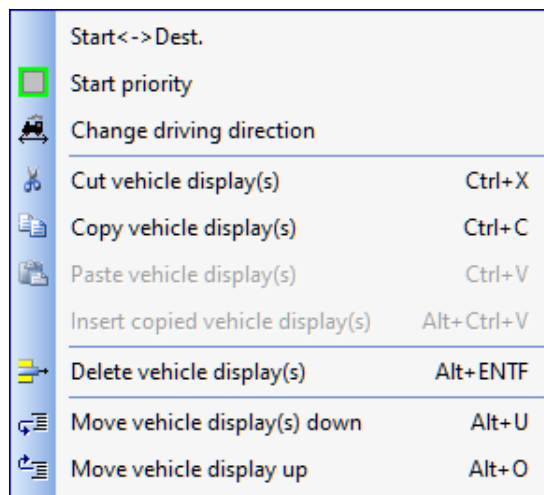 Start<->Dest.
Start priority
Change driving direction
Cut vehicle display(s) Ctrl+X
Copy vehicle display(s) Ctrl+C
Paste vehicle display(s) Ctrl+V
Insert copied vehicle display(s) Alt+Ctrl+V
Delete vehicle display(s) Alt+ENTF
Move vehicle display(s) down Alt+U
Move vehicle display up Alt+O